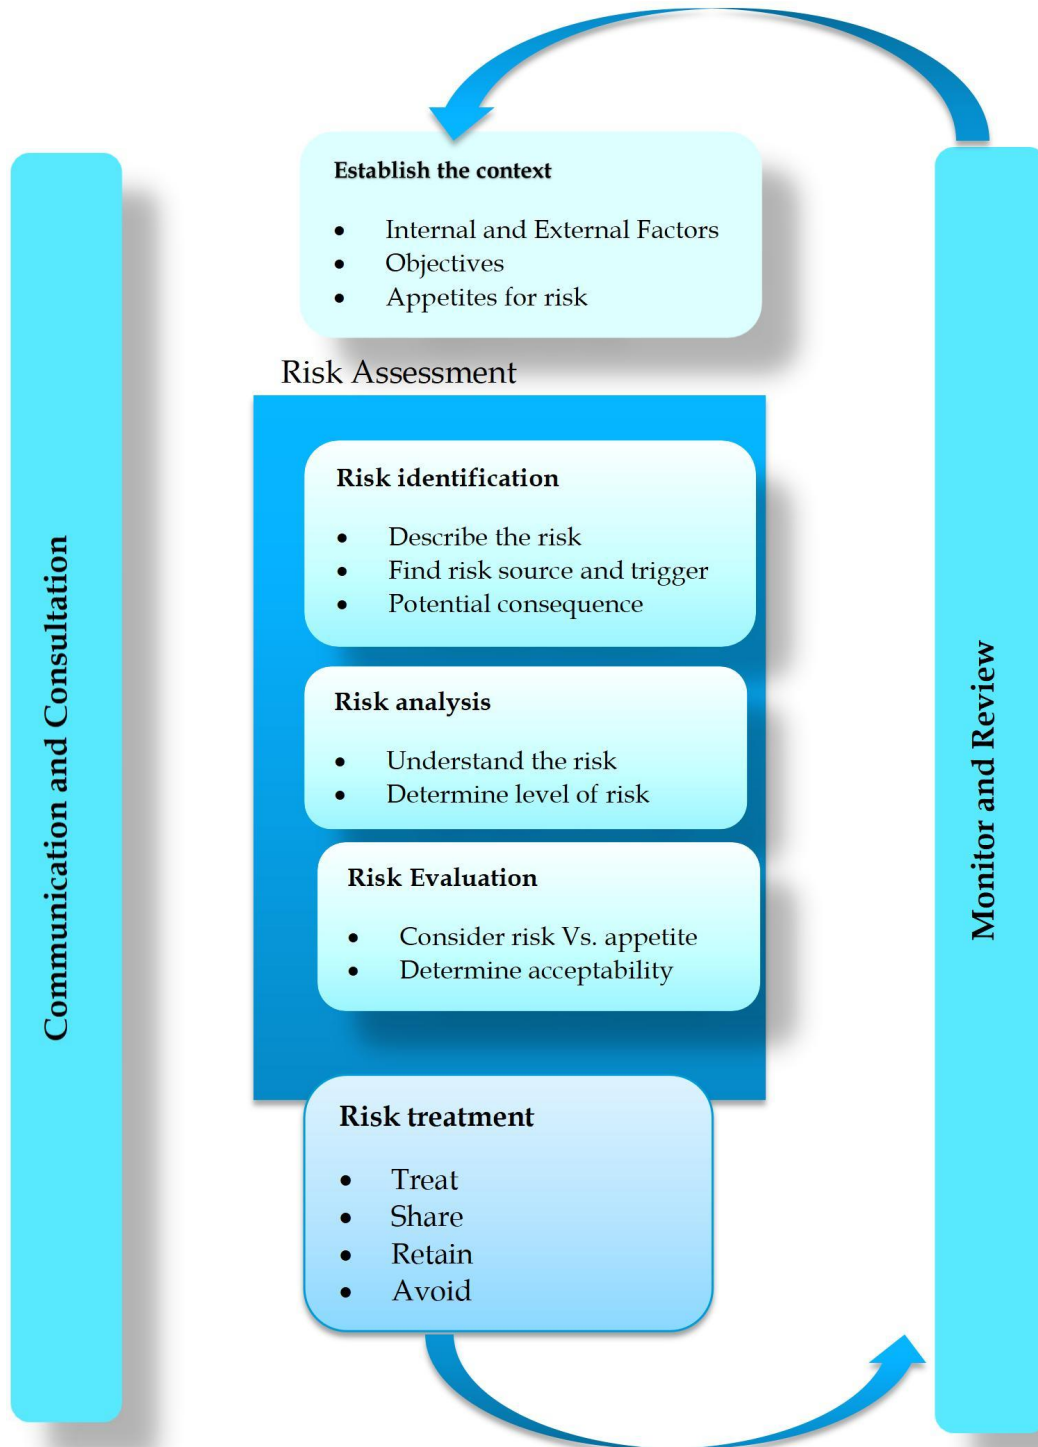 Establish the context
• Internal and External Factors
• Objectives
• Appetites for risk
Risk Assessment
Risk identification
• Describe the risk
• Find risk source and trigger
• Potential consequence
Risk analysis
• Understand the risk
• Determine level of risk
Risk Evaluation
• Consider risk Vs. appetite
• Determine acceptability
Risk treatment
• Treat
• Share
• Retain
• Avoid
Communication and Consultation
Monitor and Review